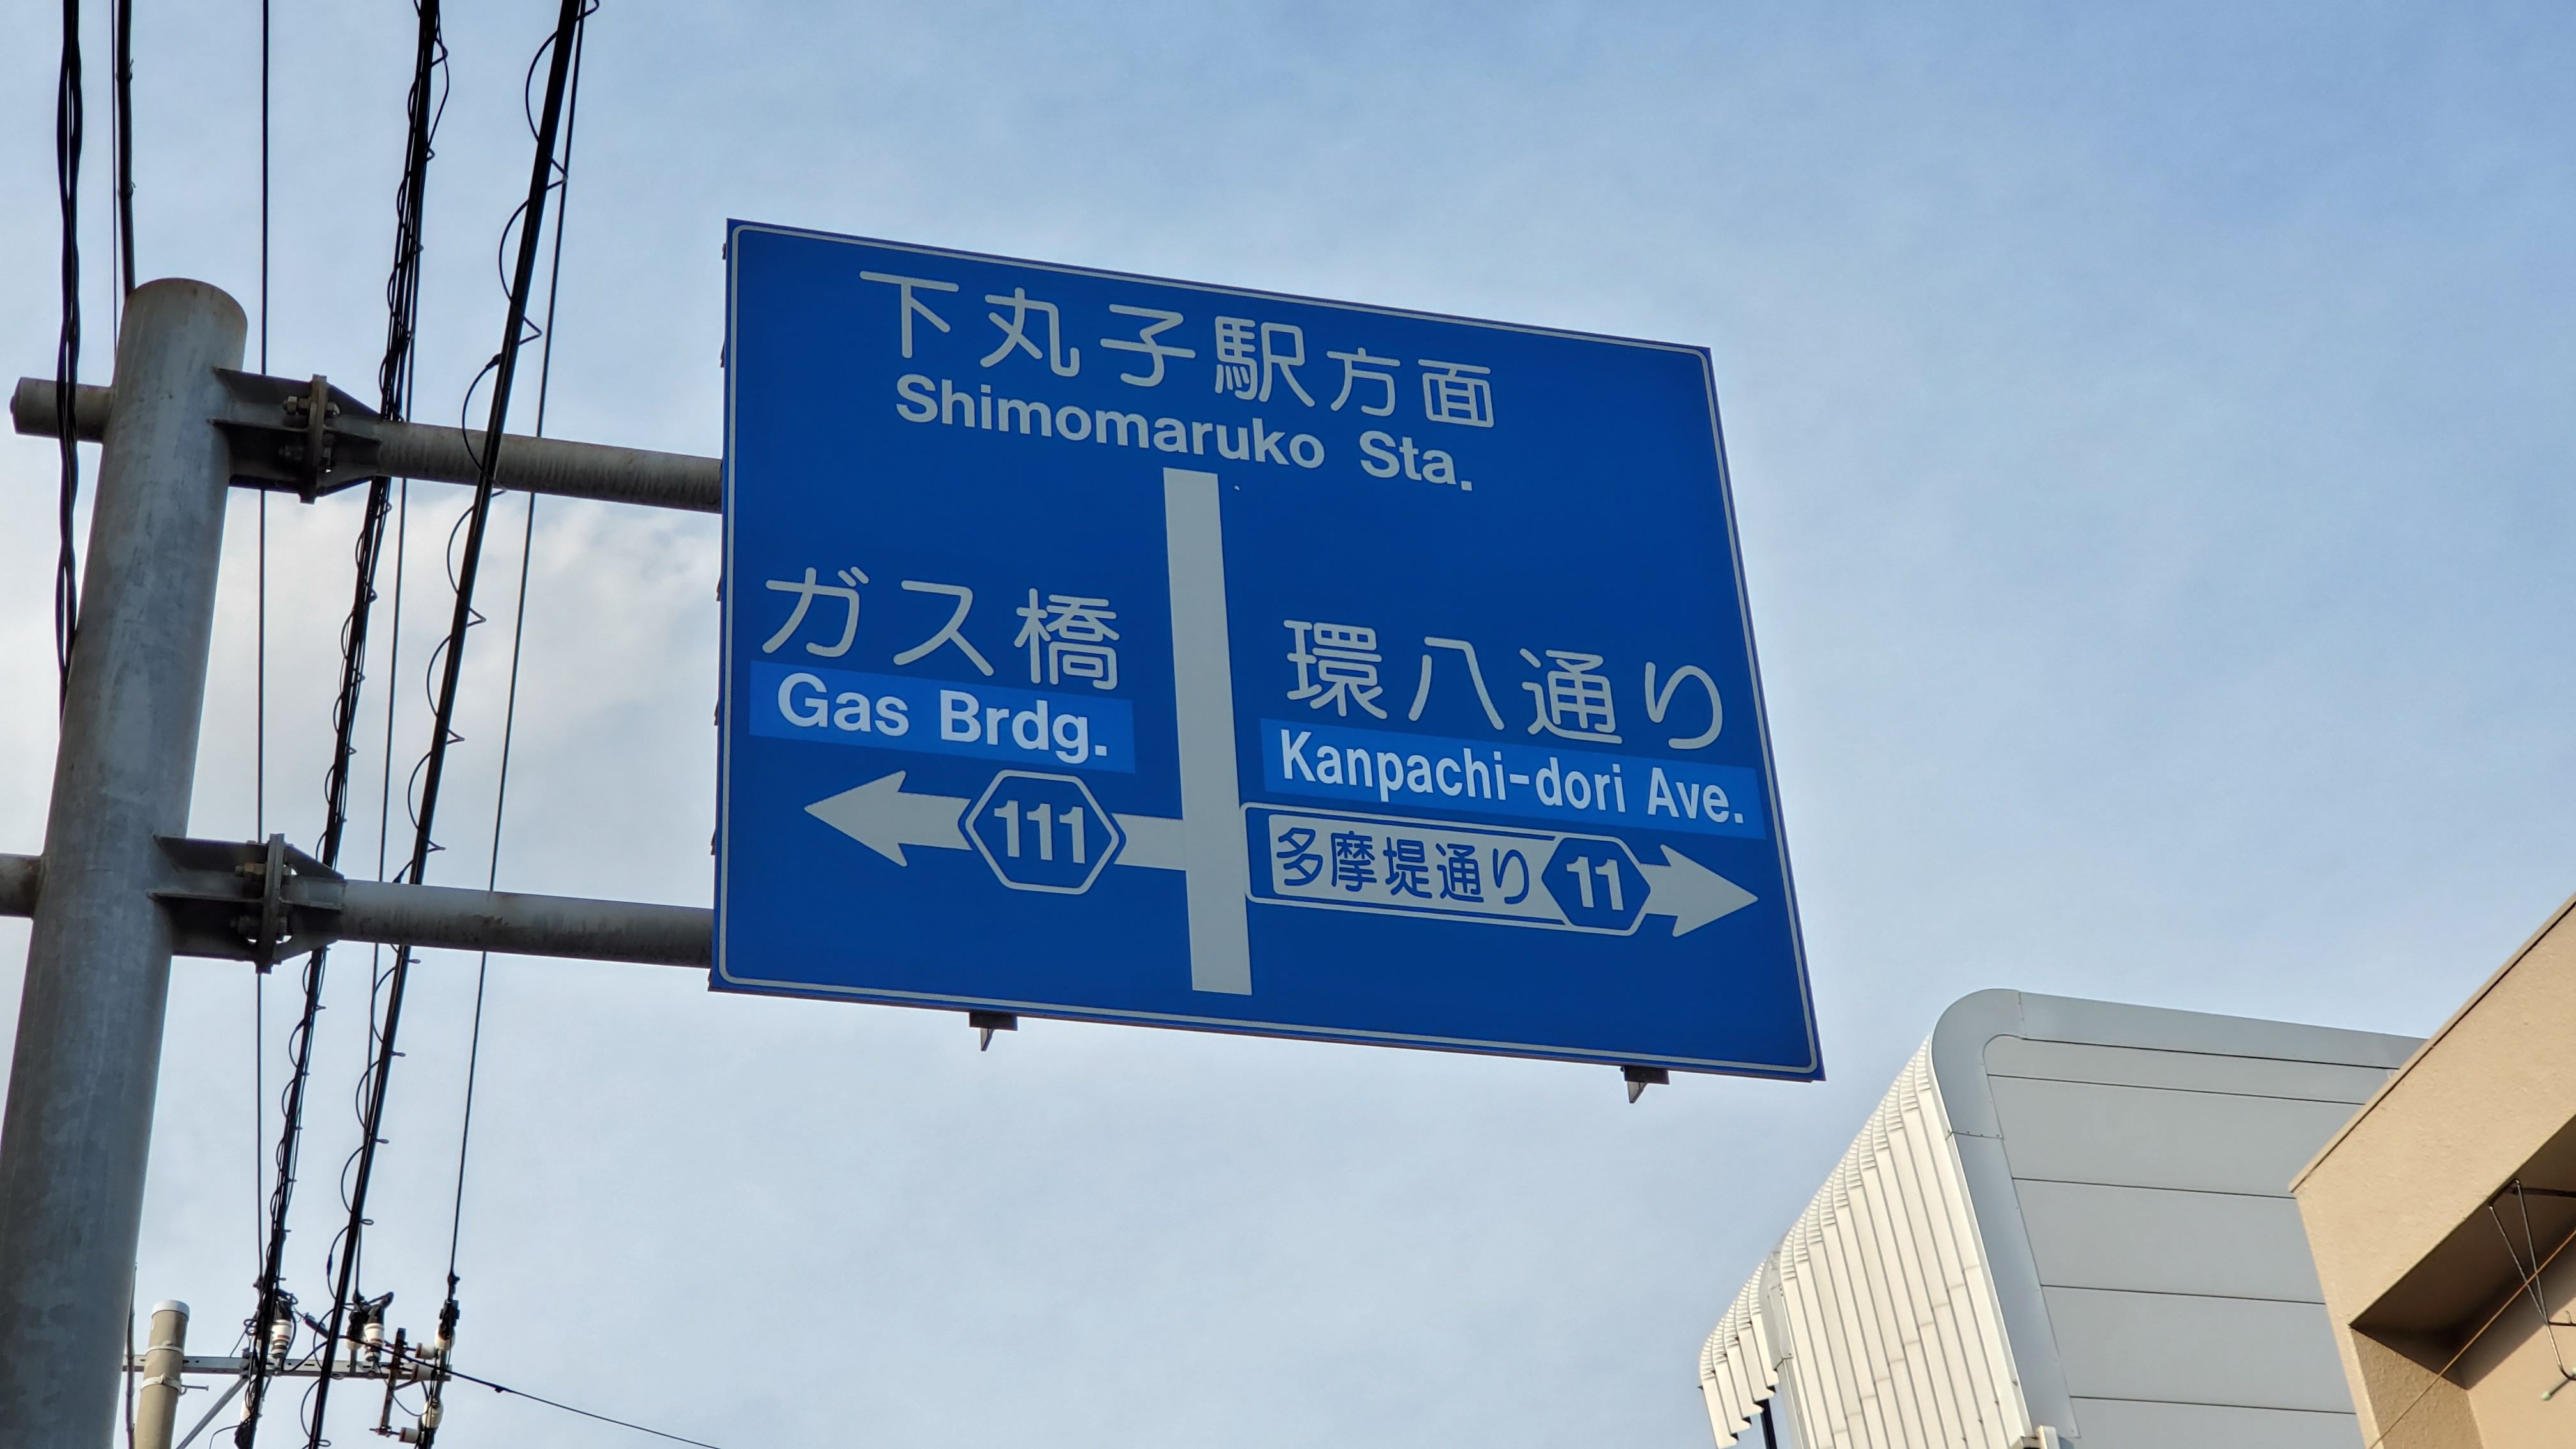 下丸子駅方面
Shimomaruko Sta.
ガス橋
Gas Brdg.
111
環八通り
Kanpachi-dori Ave.
多摩堤通り 11